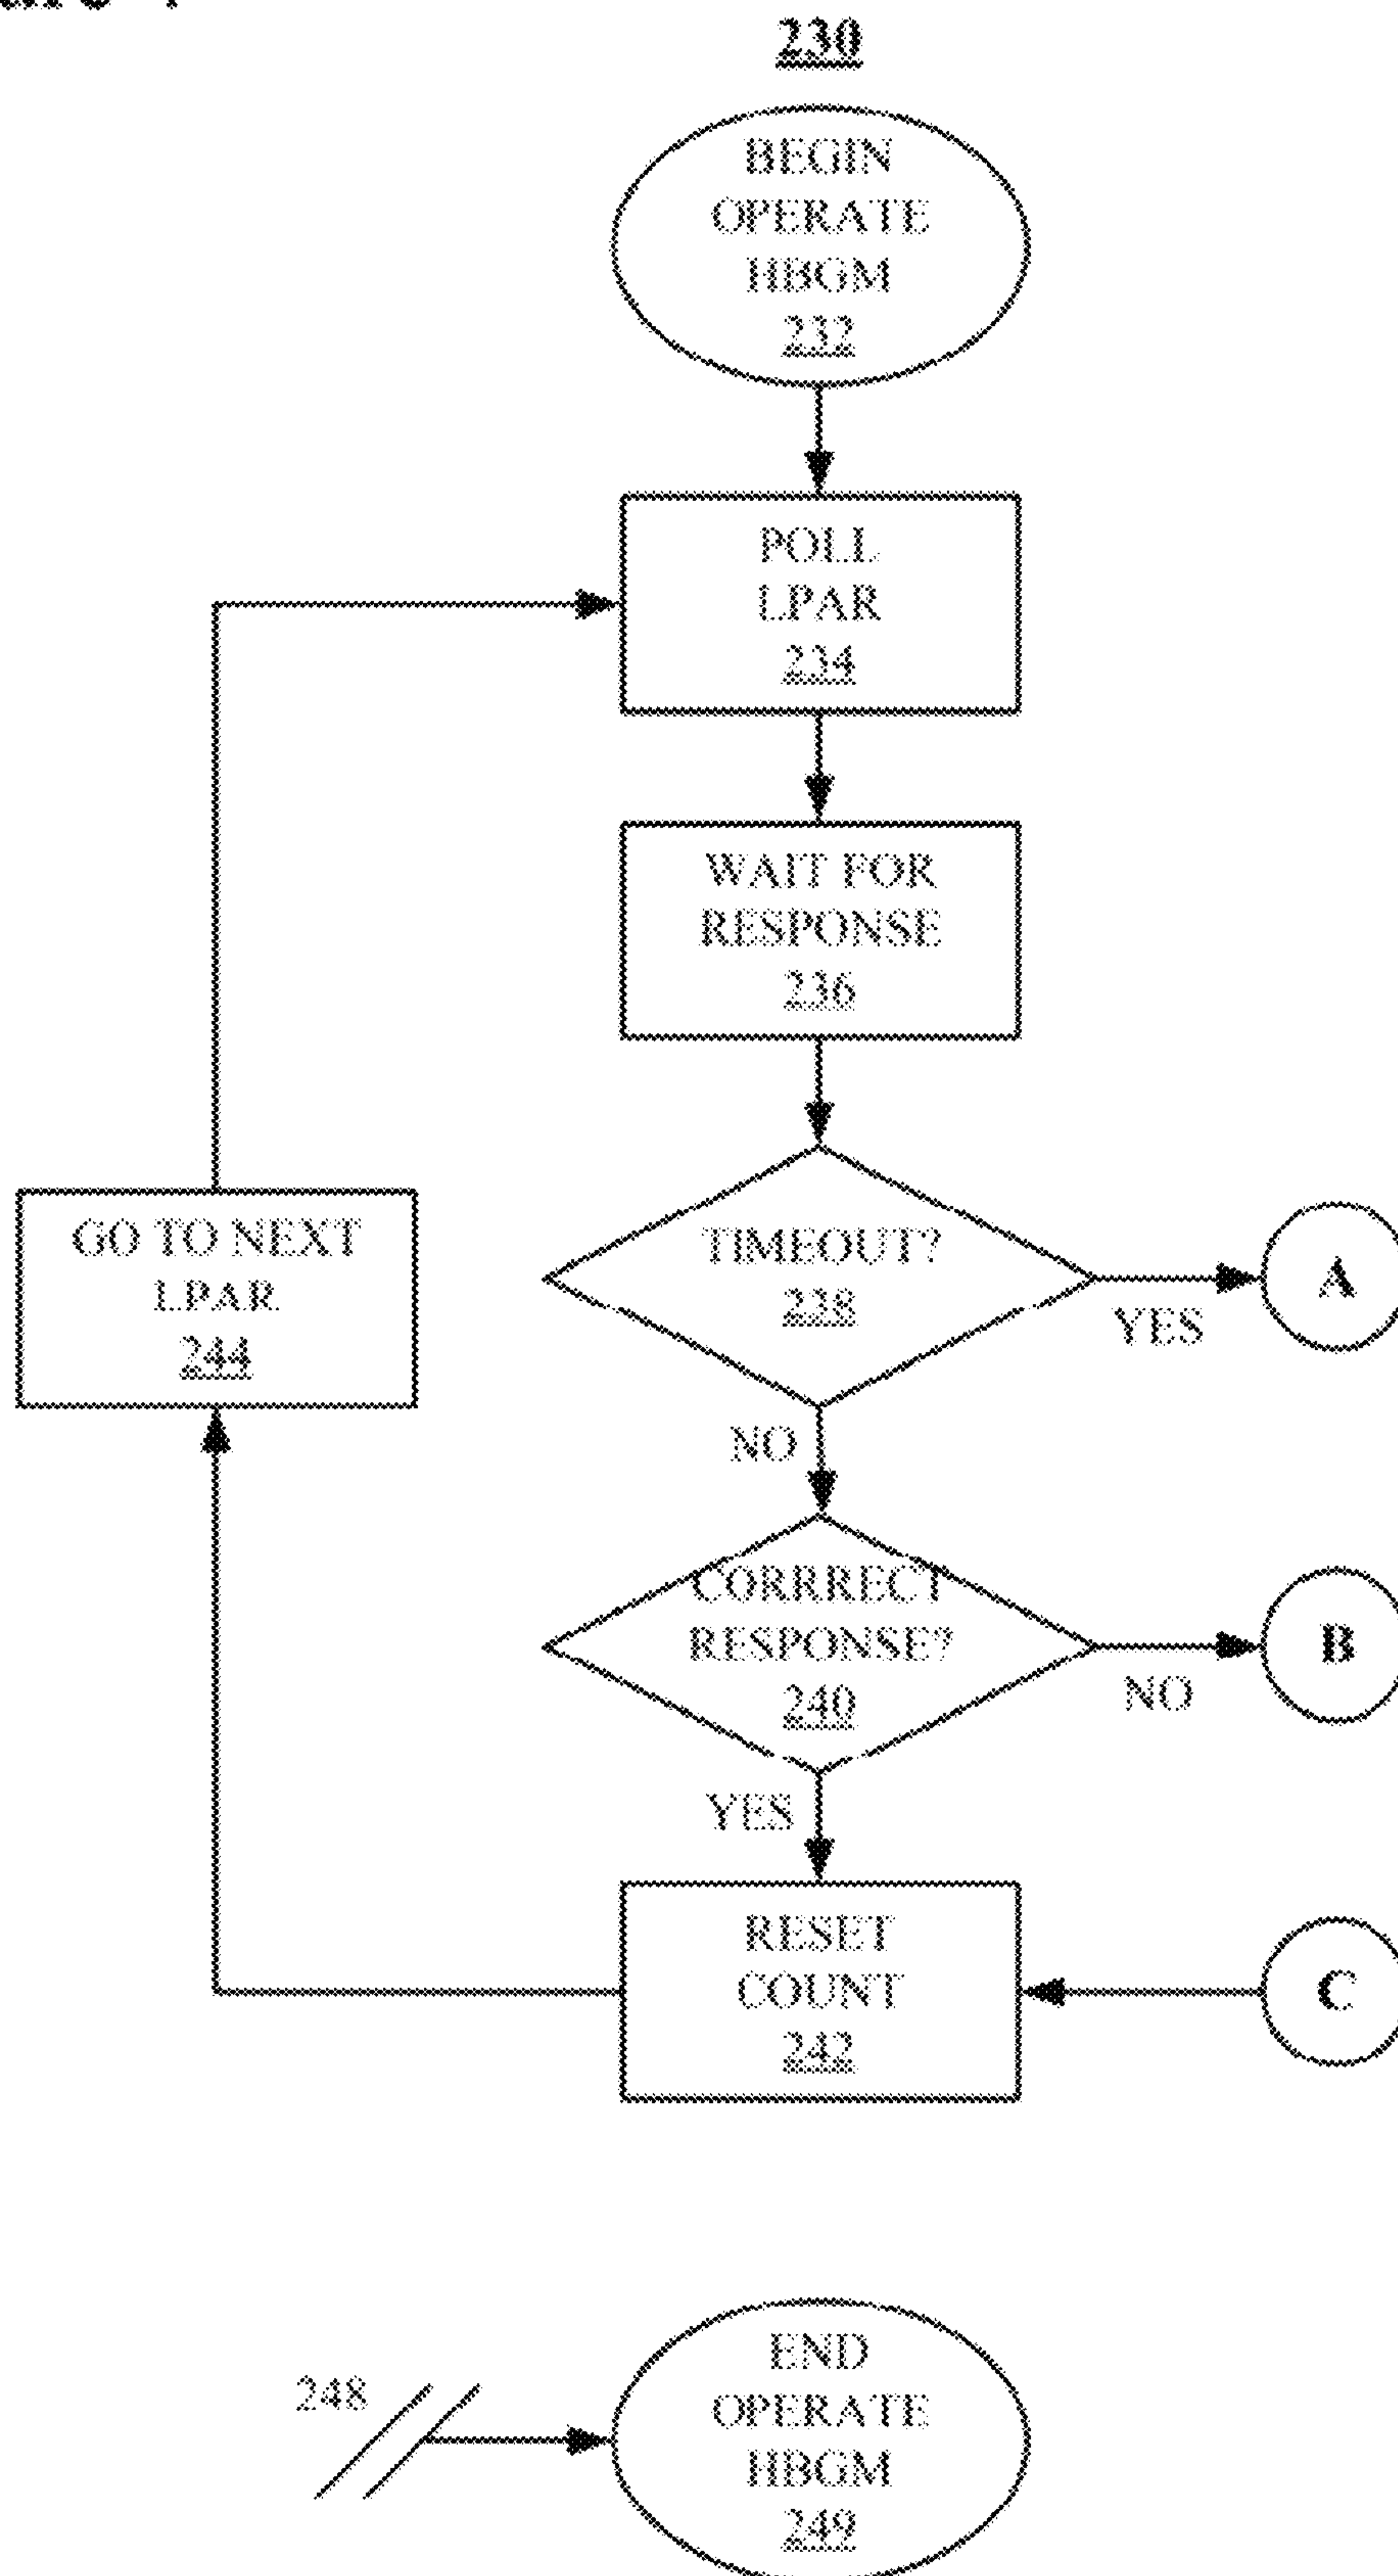 230
BEGIN
OPERATE
HBGM
232
POLL
LPAR
234
WAIT FOR
RESPONSE
236
GO TO NEXT
LPAR
244
TIMEOUT?
238
YES
A
NO
CORRRECT
RESPONSE?
240
NO
B
YES
RESET
COUNT
242
C
248
END
OPERATE
HBGM
249